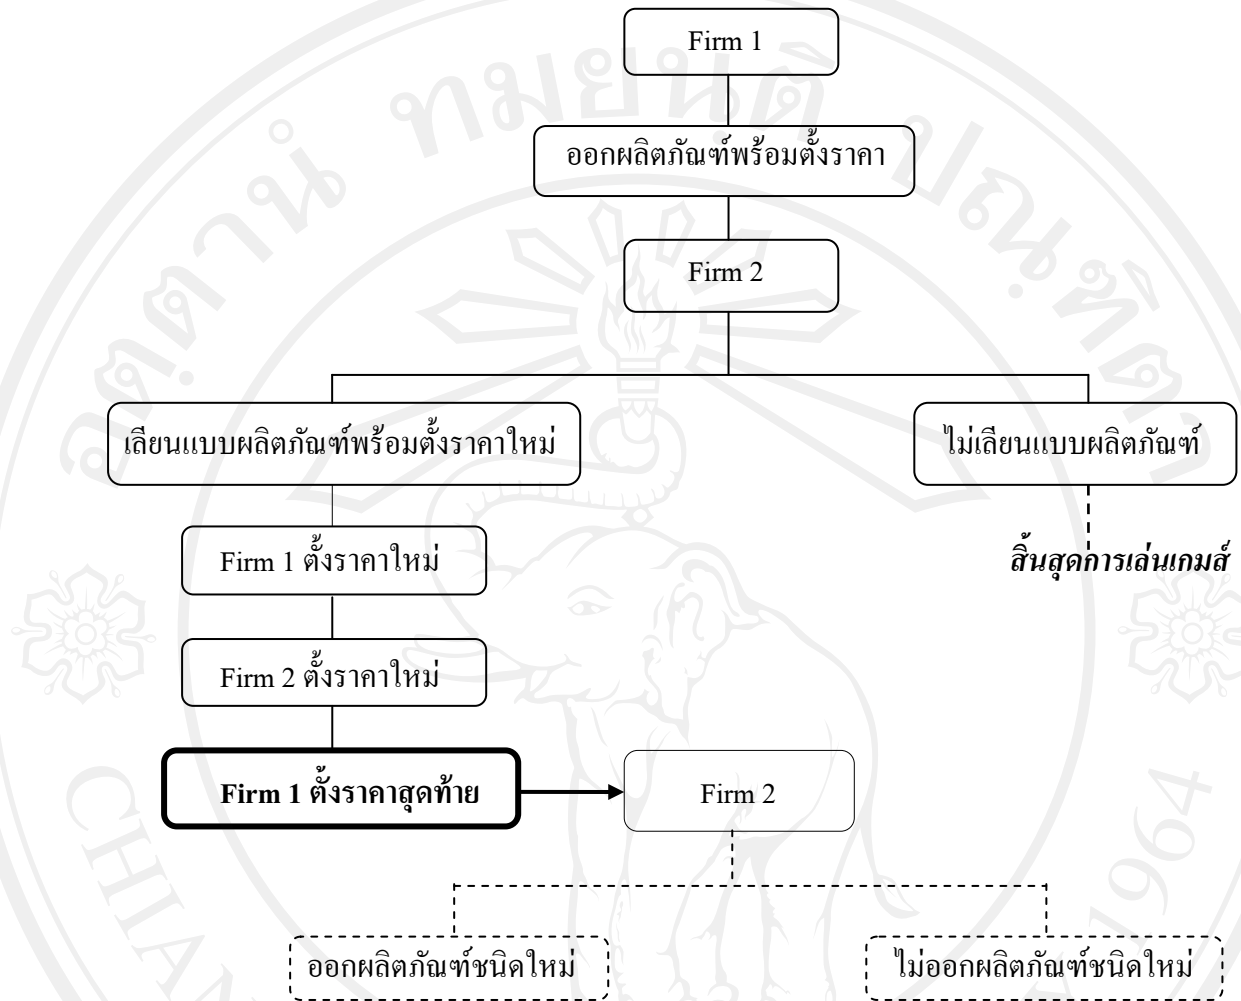 Firm 1
ออกผลิตภัณฑ์พร้อมตั้งราคา
Firm 2
เลียนแบบผลิตภัณฑ์พร้อมตั้งราคาใหม่
ไม่เลียนแบบผลิตภัณฑ์
Firm 1 ตั้งราคาใหม่
สิ้นสุดการเล่นเกมส์
Firm 2 ตั้งราคาใหม่
Firm 1 ตั้งราคาสุดท้าย
Firm 2
ออกผลิตภัณฑ์ชนิดใหม่
ไม่ออกผลิตภัณฑ์ชนิดใหม่
1964